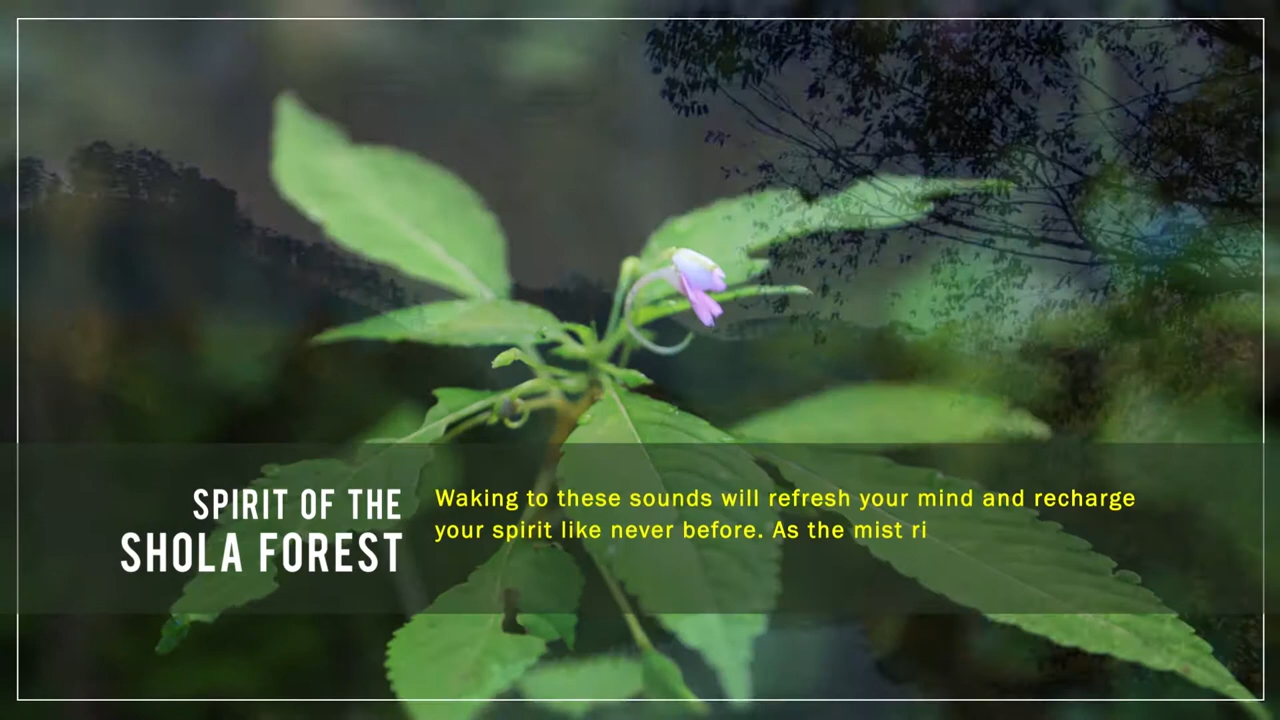 SPIRIT OF THE
SHOLA FOREST
Waking to these sounds will refresh your mind and recharge
your spirit like never before. As the mist ri